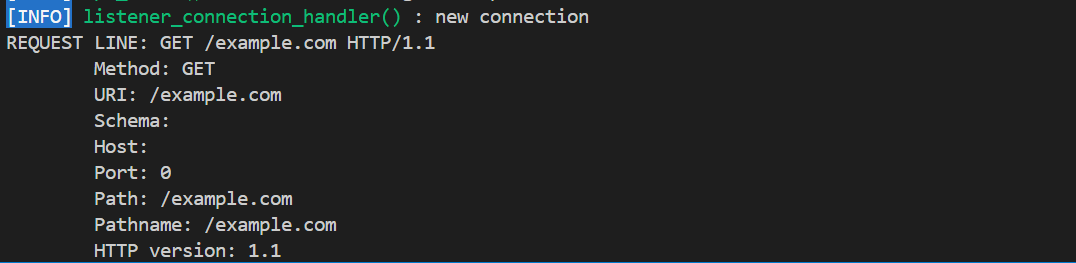 [INFO] listener_connection_handler() : new connection
REQUEST LINE: GET /example.com HTTP/1.1
Method: GET
URI: /example.com
Schema:
Host:
Port: 0
Path: /example.com
Pathname: /example.com
HTTP version: 1.1